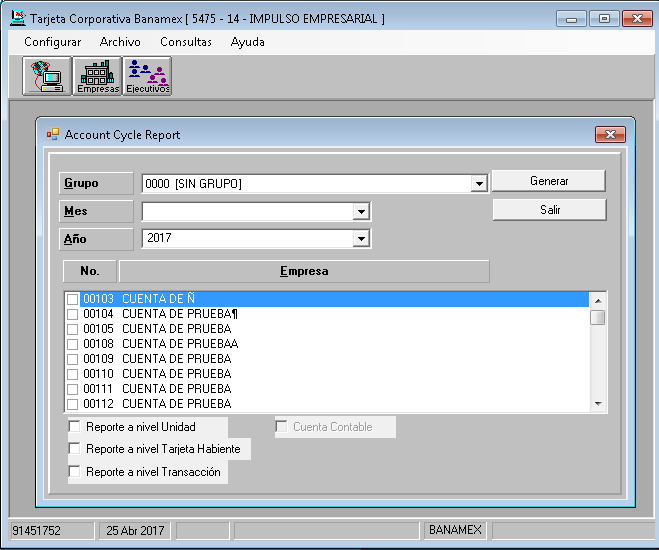 Tarjeta Corporativa Banamex [ 5475 - 14 - IMPULSO EMPRESARIAL ]
Configurar Archivo Consultas Ayuda
Empresas Ejecutivos
Account Cycle Report
Grupo 0000 [SIN GRUPO] Generar
Mes Salir
Año 2017
No. Empresa
00103 CUENTA DE Ñ
00104 CUENTA DE PRUEBA¶
00105 CUENTA DE PRUEBA
00108 CUENTA DE PRUEBAA
00109 CUENTA DE PRUEBA
00110 CUENTA DE PRUEBA
00111 CUENTA DE PRUEBA
00112 CUENTA DE PRUEBA
Reporte a nivel Unidad Cuenta Contable
Reporte a nivel Tarjeta Habiente
Reporte a nivel Transacción
91451752 25 Abr 2017 BANAMEX